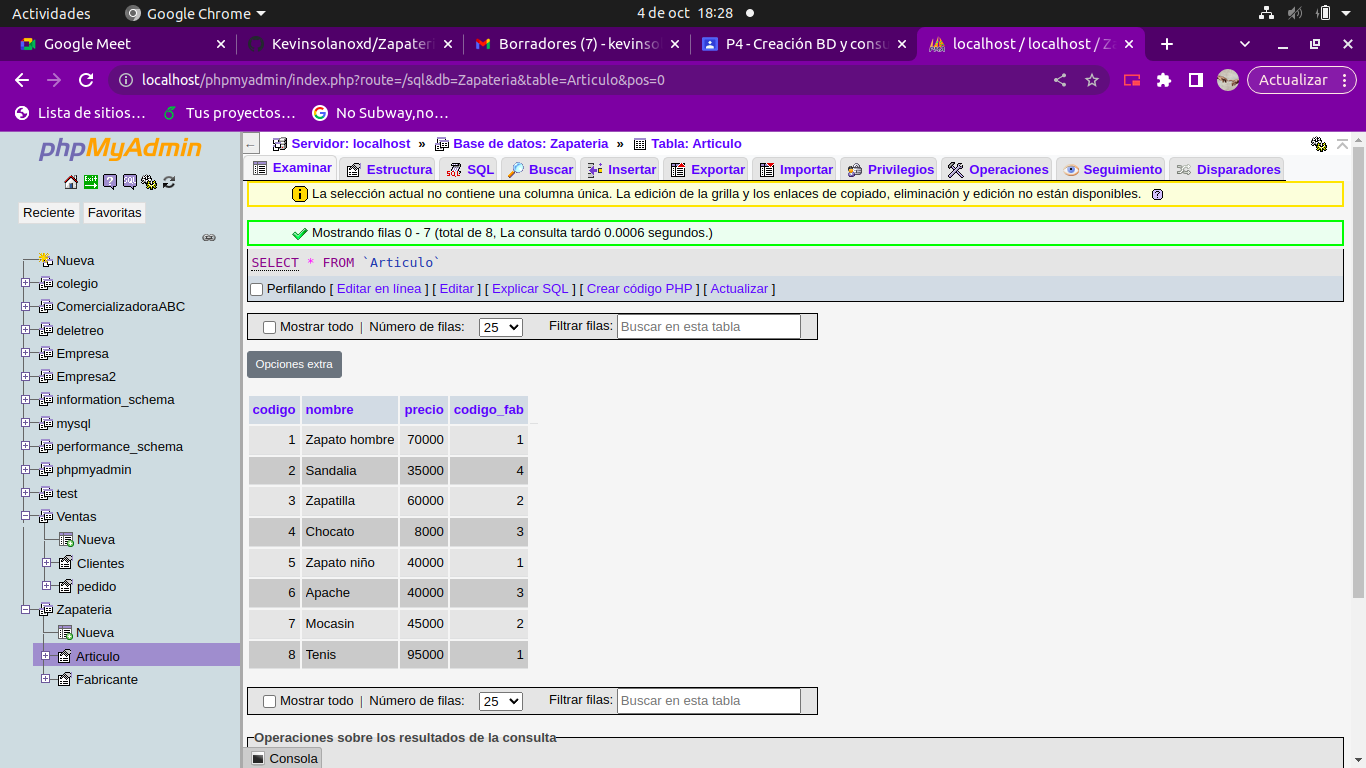 Actividades Google Chrome 4 de oct 18:28
Google Meet Kevinsolanoxd/Zapater Borradores (7) - kevinso P4 - Creación BD y consu localhost / localhost / Za
localhost/phpmyadmin/index.php?route=/sql&db=Zapateria&table=Articulo&pos=0 Actualizar
Lista de sitios… Tus proyectos… No Subway,no…
phpMyAdmin
Reciente Favoritas
Nueva
colegio
ComercializadoraABC
deletreo
Empresa
Empresa2
information_schema
mysql
performance_schema
phpmyadmin
test
Ventas
Nueva
Clientes
pedido
Zapateria
Nueva
Articulo
Fabricante
Servidor: localhost » Base de datos: Zapateria » Tabla: Articulo
Examinar Estructura SQL Buscar Insertar Exportar Importar Privilegios Operaciones Seguimiento Disparadores
La selección actual no contiene una columna única. La edición de la grilla y los enlaces de copiado, eliminación y edición no están disponibles.
Mostrando filas 0 - 7 (total de 8, La consulta tardó 0.0006 segundos.)
SELECT * FROM `Articulo`
Perfilando [ Editar en línea ] [ Editar ] [ Explicar SQL ] [ Crear código PHP ] [ Actualizar ]
Mostrar todo | Número de filas: 25 Filtrar filas: Buscar en esta tabla
Opciones extra
codigo nombre precio codigo_fab
1 Zapato hombre 70000 1
2 Sandalia 35000 4
3 Zapatilla 60000 2
4 Chocato 8000 3
5 Zapato niño 40000 1
6 Apache 40000 3
7 Mocasin 45000 2
8 Tenis 95000 1
Mostrar todo | Número de filas: 25 Filtrar filas: Buscar en esta tabla
Operaciones sobre los resultados de la consulta
Consola